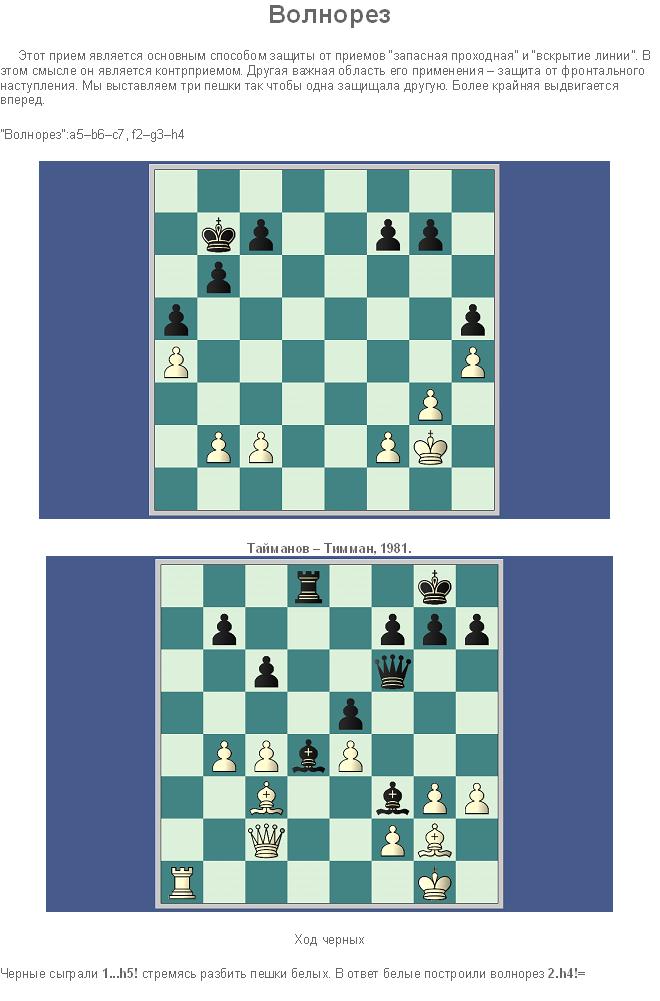 Волнорез
Этот прием является основным способом защиты от приемов "запасная проходная" и "вскрытие линии". В
этом смысле он является контрприемом. Другая важная область его применения – защита от фронтального
наступления. Мы выставляем три пешки так чтобы одна защищала другую. Более крайняя выдвигается
вперед.
"Волнорез":a5–b6–c7, f2–g3–h4
Тайманов – Тимман, 1981.
Ход черных
Черные сыграли 1...h5! стремясь разбить пешки белых. В ответ белые построили волнорез 2.h4!=